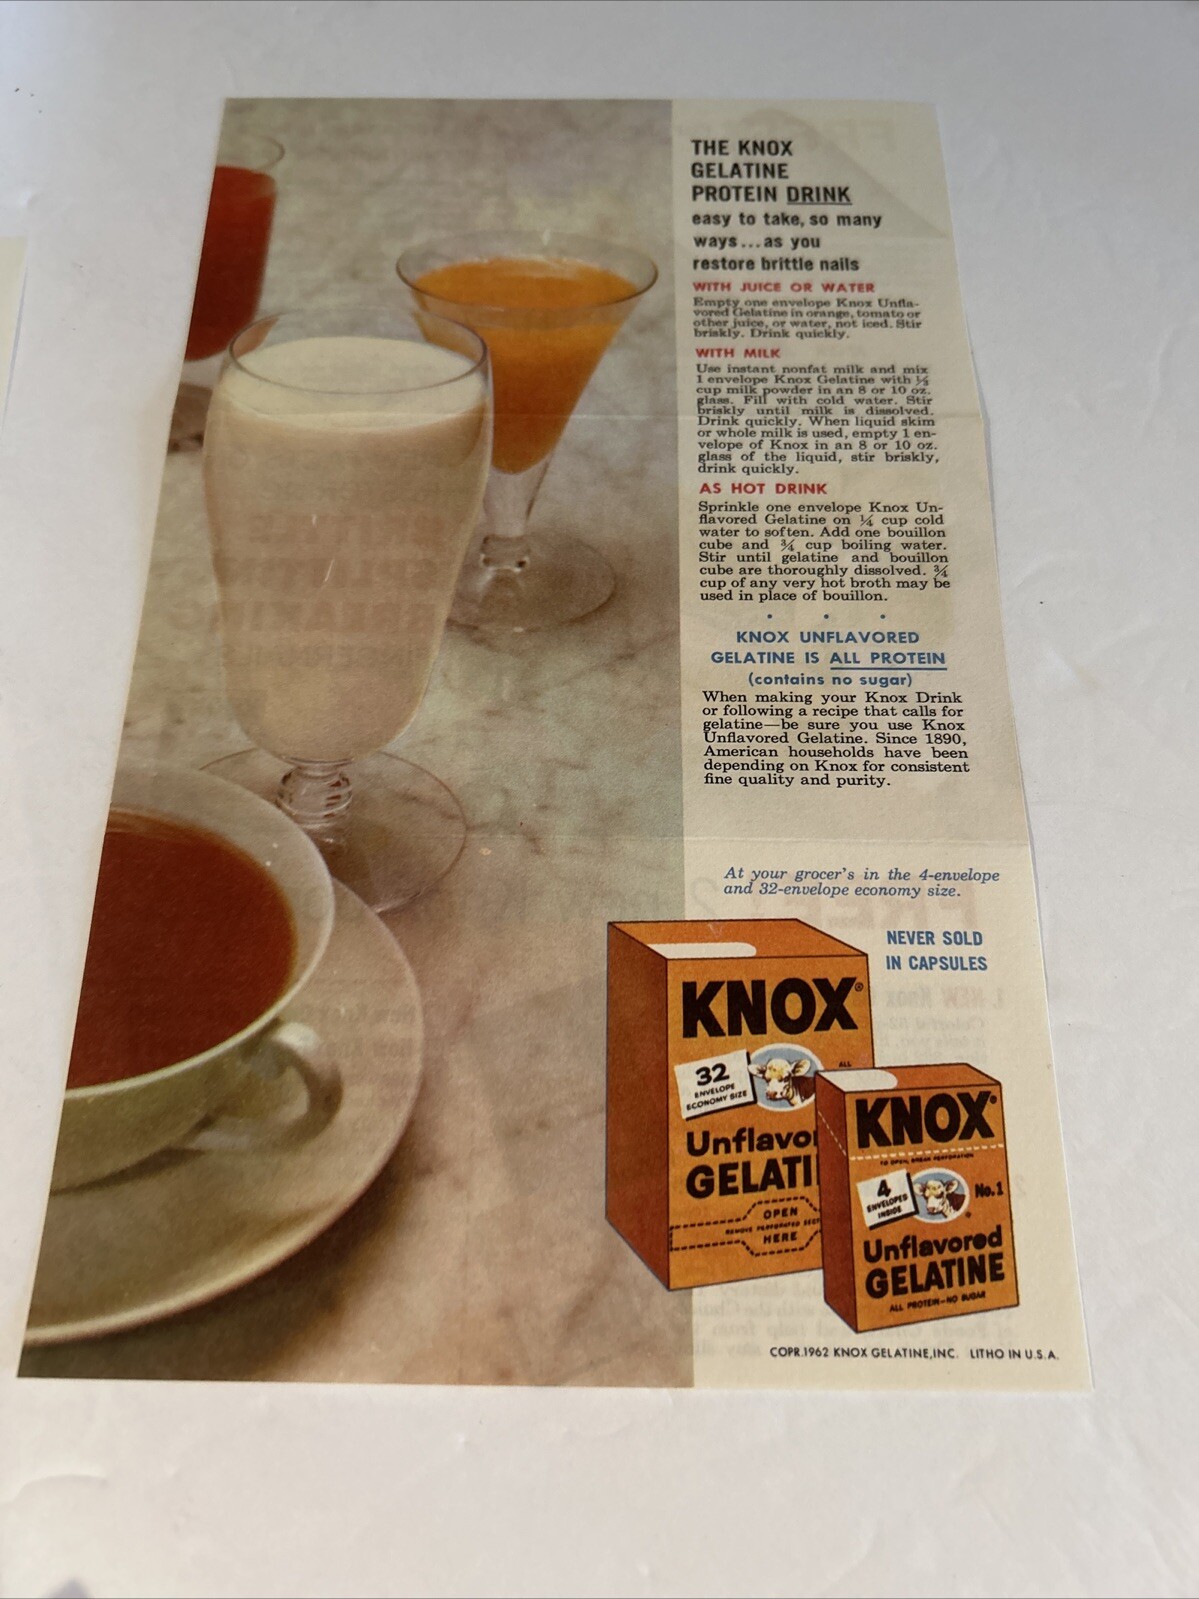 THE KNOX
GELATINE
PROTEIN DRINK
easy to take, so many
ways...as you
restore brittle nails
WITH JUICE OR WATER
Empty one envelope Knox Unfla-
vored Gelatine in orange, tomato or
other juice, or water, not iced. Stir
briskly. Drink quickly.
WITH MILK
Use instant nonfat milk and mix
1 envelope Knox Gelatine with ⅓
cup milk powder in an 8 or 10 oz.
glass. Fill with cold water. Stir
briskly until milk is dissolved.
Drink quickly. When liquid skim
or whole milk is used, empty 1 en-
velope of Knox in an 8 or 10 oz.
glass of the liquid, stir briskly,
drink quickly.
AS HOT DRINK
Sprinkle one envelope Knox Un-
flavored Gelatine on ¼ cup cold
water to soften. Add one bouillon
cube and ¾ cup boiling water.
Stir until gelatine and bouillon
cube are thoroughly dissolved. ¾
cup of any very hot broth may be
used in place of bouillon.
KNOX UNFLAVORED
GELATINE IS ALL PROTEIN
(contains no sugar)
When making your Knox Drink
or following a recipe that calls for
gelatine—be sure you use Knox
Unflavored Gelatine. Since 1890,
American households have been
depending on Knox for consistent
fine quality and purity.
At your grocer's in the 4-envelope
and 32-envelope economy size.
NEVER SOLD
IN CAPSULES
KNOX®
32
ENVELOPE
ECONOMY SIZE
ALL
Unflavo
GELATI
OPEN
REMOVE PERFORATED SECT
HERE
KNOX®
TO OPEN, BREAK PERFORATION
4
ENVELOPES
INSIDE
No.1
Unflavored
GELATINE
ALL PROTEIN—NO SUGAR
COPR.1962 KNOX GELATINE,INC. LITHO IN U.S.A.